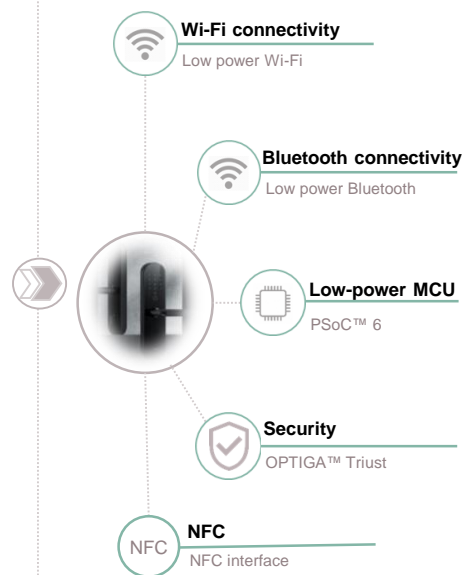 Wi-Fi connectivity
Low power Wi-Fi
Bluetooth connectivity
Low power Bluetooth
Low-power MCU
PSoC™ 6
Security
OPTIGA™ Triust
NFC
NFC
NFC interface